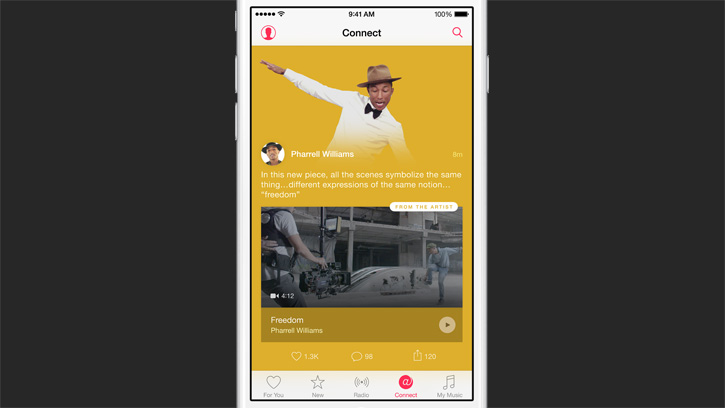 9:41 AM
100%
Connect
Pharrell Williams
8m
In this new piece, all the scenes symbolize the same
thing…different expressions of the same notion…
“freedom”
FROM THE ARTIST
4:12
Freedom
Pharrell Williams
1.3K
98
120
For You
New
Radio
Connect
My Music